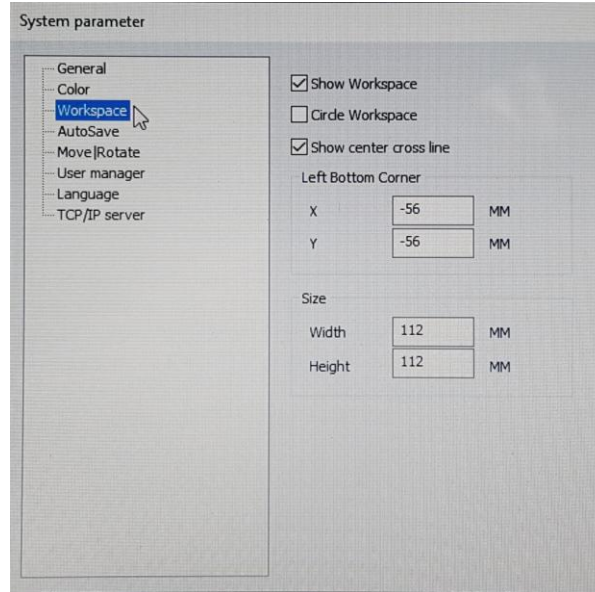 System parameter
General
Color
Workspace
AutoSave
Move|Rotate
User manager
Language
TCP/IP server
Show Workspace
Circle Workspace
Show center cross line
Left Bottom Corner
X -56 MM
Y -56 MM
Size
Width 112 MM
Height 112 MM